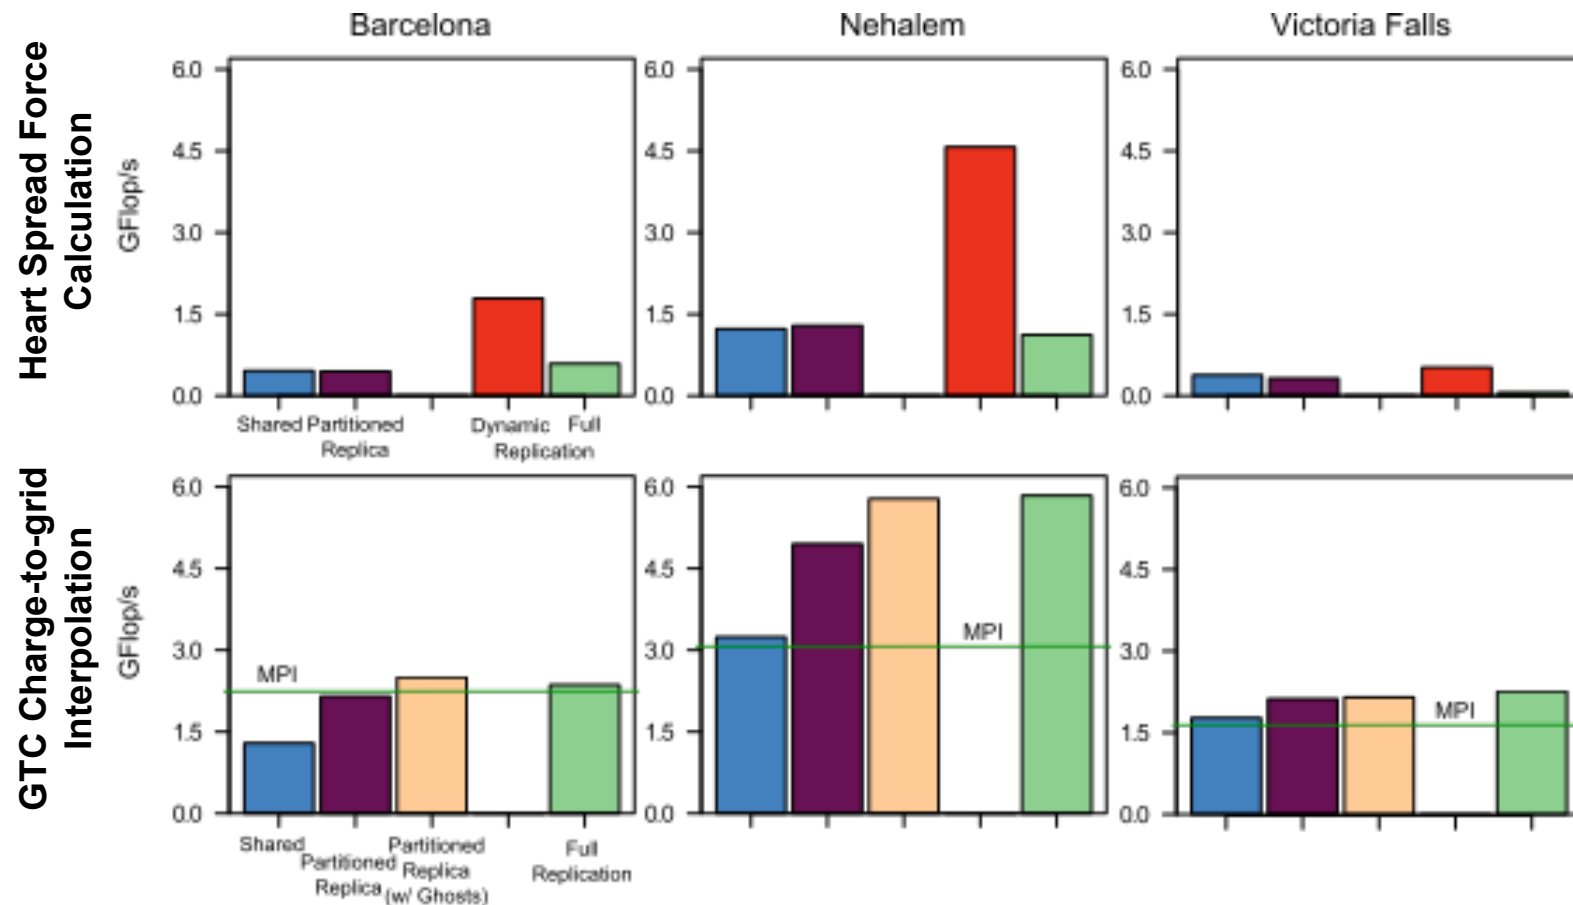 Barcelona
Nehalem
Victoria Falls
Heart Spread Force
Calculation
GFlop/s
6.0
4.5
3.0
1.5
0.0
6.0
4.5
3.0
1.5
0.0
6.0
4.5
3.0
1.5
0.0
Shared Partitioned Dynamic Full
Replica Replication
GTC Charge-to-grid
Interpolation
GFlop/s
6.0
4.5
3.0
1.5
0.0
MPI
6.0
4.5
3.0
1.5
0.0
MPI
6.0
4.5
3.0
1.5
0.0
MPI
Shared
Partitioned
Replica
Partitioned
Replica
(w/ Ghosts)
Full
Replication